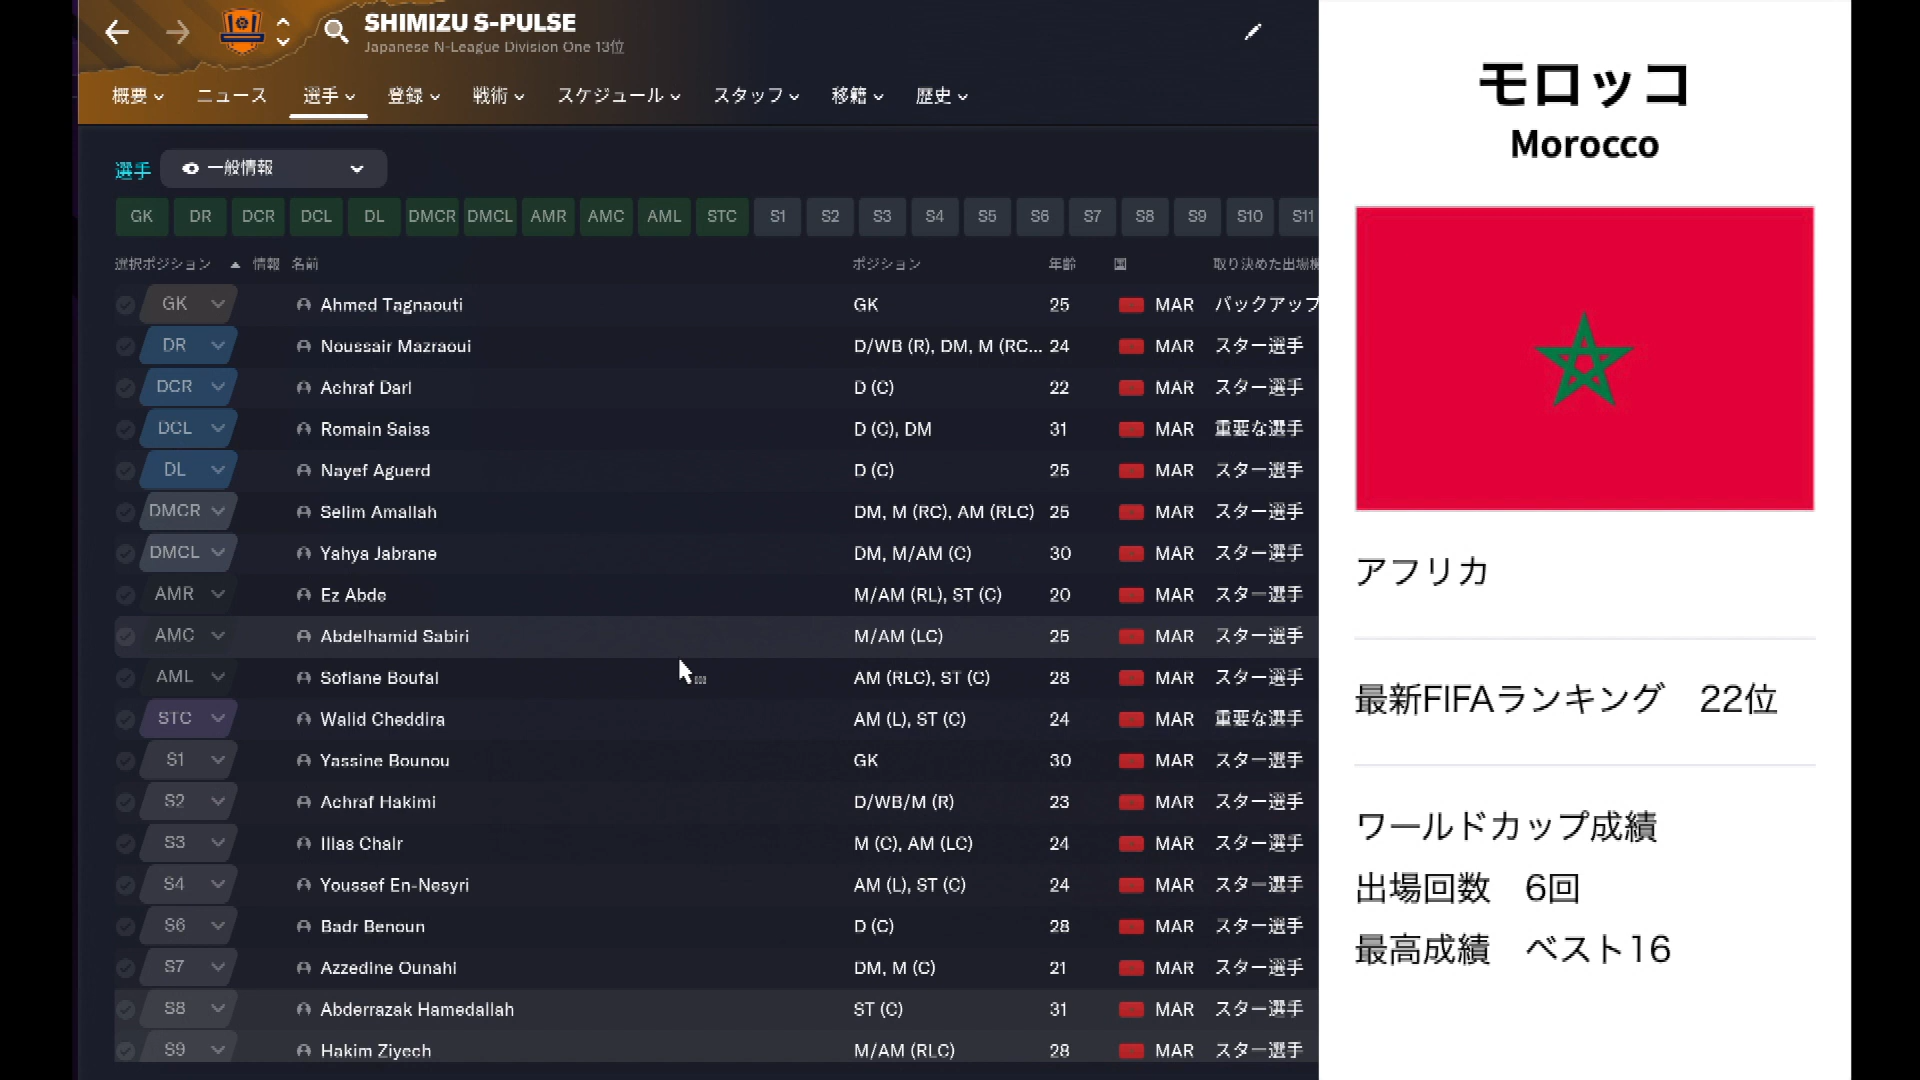 SHIMIZU S-PULSE
Japanese N-League Division One 13位
概要 ニュース 選手 登録 戦術 スケジュール スタッフ 移籍 歴史
選手 一般情報
GK DR DCR DCL DL DMCR DMCL AMR AMC AML STC S1 S2 S3 S4 S5 S6 S7 S8 S9 S10 S11
選択ポジション 情報 名前 ポジション 年齢 国 取り決めた出場機
GK Ahmed Tagnaouti GK 25 MAR バックアップ
DR Noussair Mazraoui D/WB (R), DM, M (RC... 24 MAR スター選手
DCR Achraf Dari D (C) 22 MAR スター選手
DCL Romain Saïss D (C), DM 31 MAR 重要な選手
DL Nayef Aguerd D (C) 25 MAR スター選手
DMCR Selim Amallah DM, M (RC), AM (RLC) 25 MAR スター選手
DMCL Yahya Jabrane DM, M/AM (C) 30 MAR スター選手
AMR Ez Abde M/AM (RL), ST (C) 20 MAR スター選手
AMC Abdelhamid Sabiri M/AM (LC) 25 MAR スター選手
AML Sofiane Boufal AM (RLC), ST (C) 28 MAR スター選手
STC Walid Cheddira AM (L), ST (C) 24 MAR 重要な選手
S1 Yassine Bounou GK 30 MAR スター選手
S2 Achraf Hakimi D/WB/M (R) 23 MAR スター選手
S3 Ilias Chair M (C), AM (LC) 24 MAR スター選手
S4 Youssef En-Nesyri AM (L), ST (C) 24 MAR スター選手
S6 Badr Benoun D (C) 28 MAR スター選手
S7 Azzedine Ounahi DM, M (C) 21 MAR スター選手
S8 Abderrazak Hamedallah ST (C) 31 MAR スター選手
S9 Hakim Ziyech M/AM (RLC) 28 MAR スター選手
モロッコ
Morocco
アフリカ
最新FIFAランキング 22位
ワールドカップ成績
出場回数 6回
最高成績 ベスト16